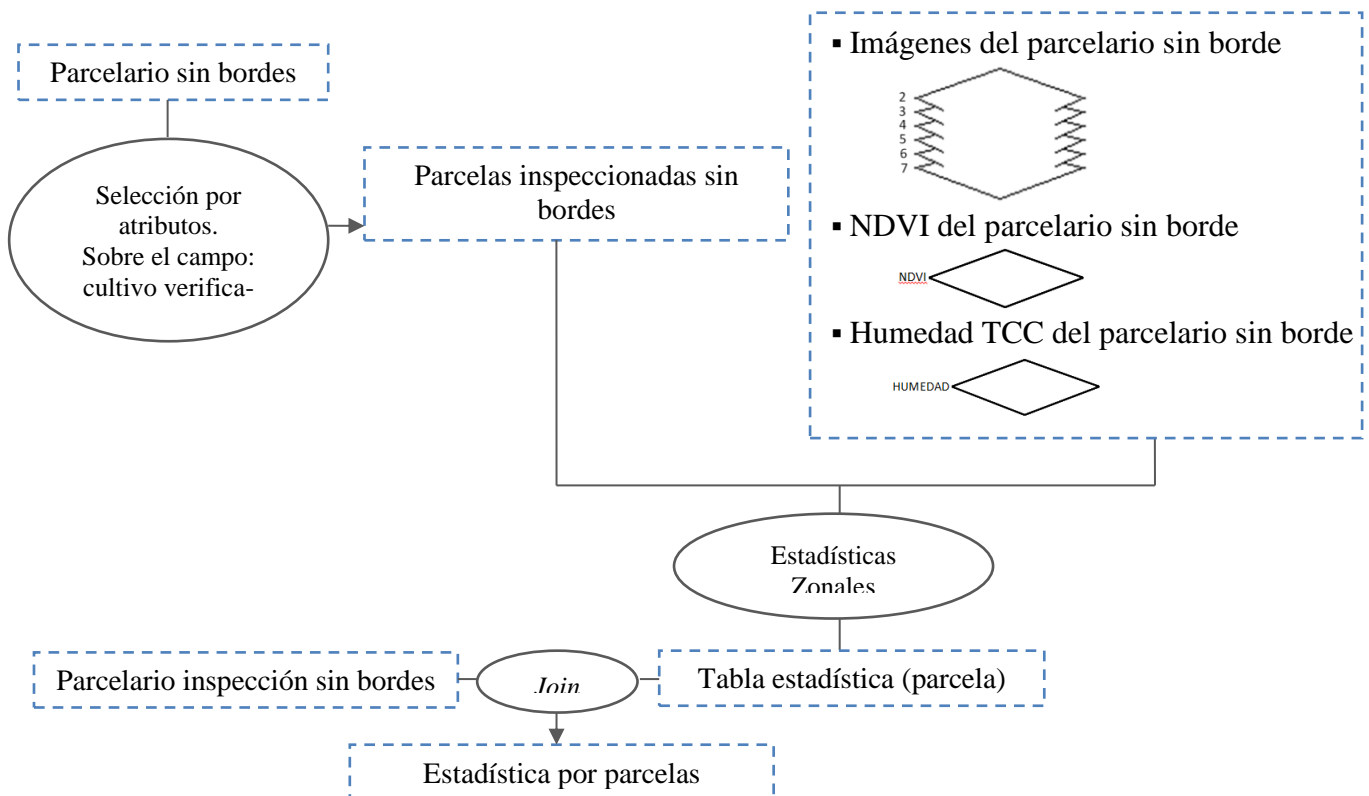 Parcelario sin bordes
Selección por
atributos.
Sobre el campo:
cultivo verifica-
Parcelas inspeccionadas sin
bordes
▪ Imágenes del parcelario sin borde
2
3
4
5
6
7
▪ NDVI del parcelario sin borde
NDVI
▪ Humedad TCC del parcelario sin borde
HUMEDAD
Estadísticas
Zonales
Parcelario inspección sin bordes
Join
Tabla estadística (parcela)
Estadística por parcelas